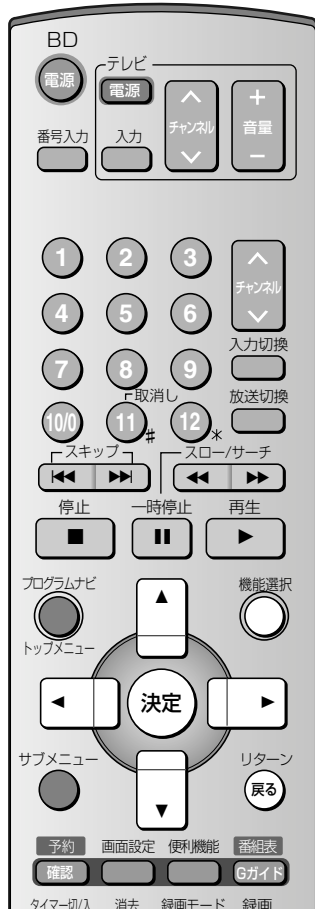 BD
テレビ
電源
電源
チャンネル
+
音量
−
番号入力
入力
1
2
3
チャンネル
4
5
6
入力切換
7
8
9
取消し
放送切換
10/0
11
#
12
*
スキップ
スロー/サーチ
停止
一時停止
再生
プログラムナビ
機能選択
トップメニュー
決定
サブメニュー
リターン
戻る
予約
画面設定
便利機能
番組表
確認
Gガイド
タイマー切/入
消去
録画モード
録画